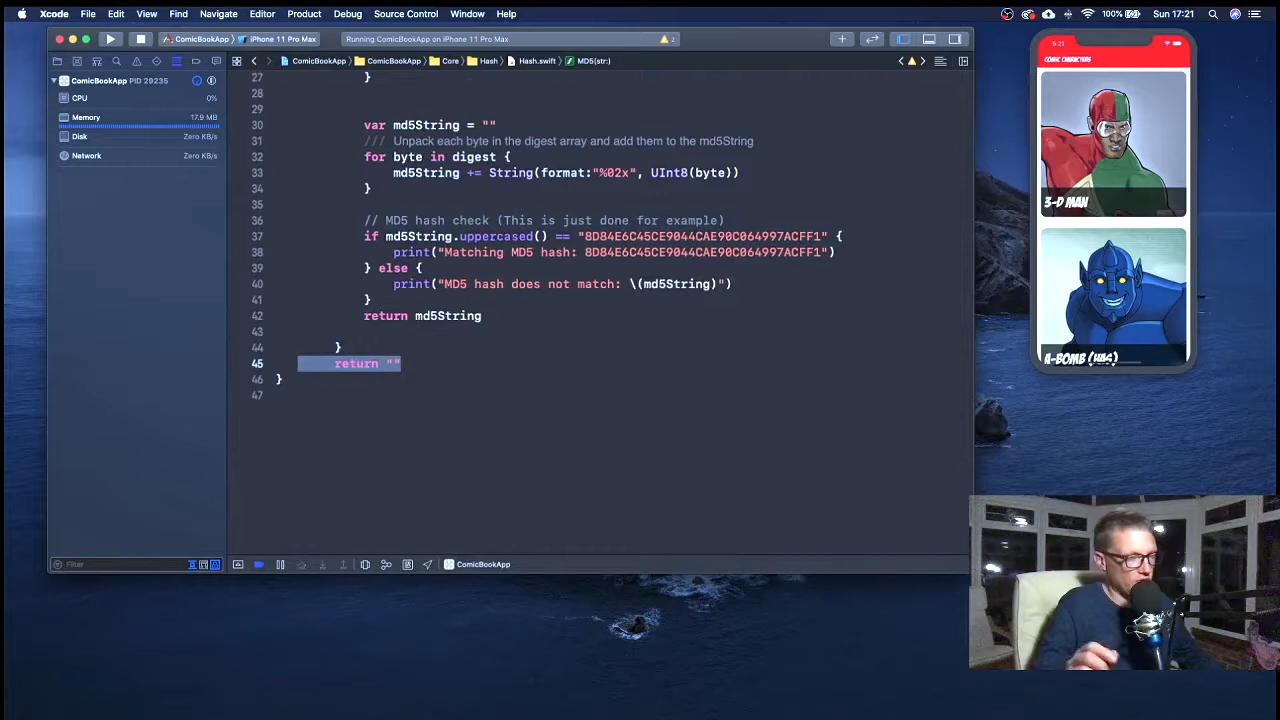 Xcode File Edit View Find Navigate Editor Product Debug Source Control Window Help
100% Sun 17:21
ComicBookApp iPhone 11 Pro Max
Running ComicBookApp on iPhone 11 Pro Max 2
ComicBookApp ComicBookApp Core Hash Hash.swift MD5(str:)
ComicBookApp PID 29235
CPU 0%
Memory 17.9 MB
Disk Zero KB/s
Network Zero KB/s
27 }
28
29
30 var md5String = ""
31 /// Unpack each byte in the digest array and add them to the md5String
32 for byte in digest {
33 md5String += String(format:"%02x", UInt8(byte))
34 }
35
36 // MD5 hash check (This is just done for example)
37 if md5String.uppercased() == "8D84E6C45CE9044CAE90C064997ACFF1" {
38 print("Matching MD5 hash: 8D84E6C45CE9044CAE90C064997ACFF1")
39 } else {
40 print("MD5 hash does not match: \(md5String)")
41 }
42 return md5String
43
44 }
45 return ""
46 }
47
Filter
ComicBookApp
5:21
COMIC CHARACTERS
3-D MAN
A-BOMB (HAS)